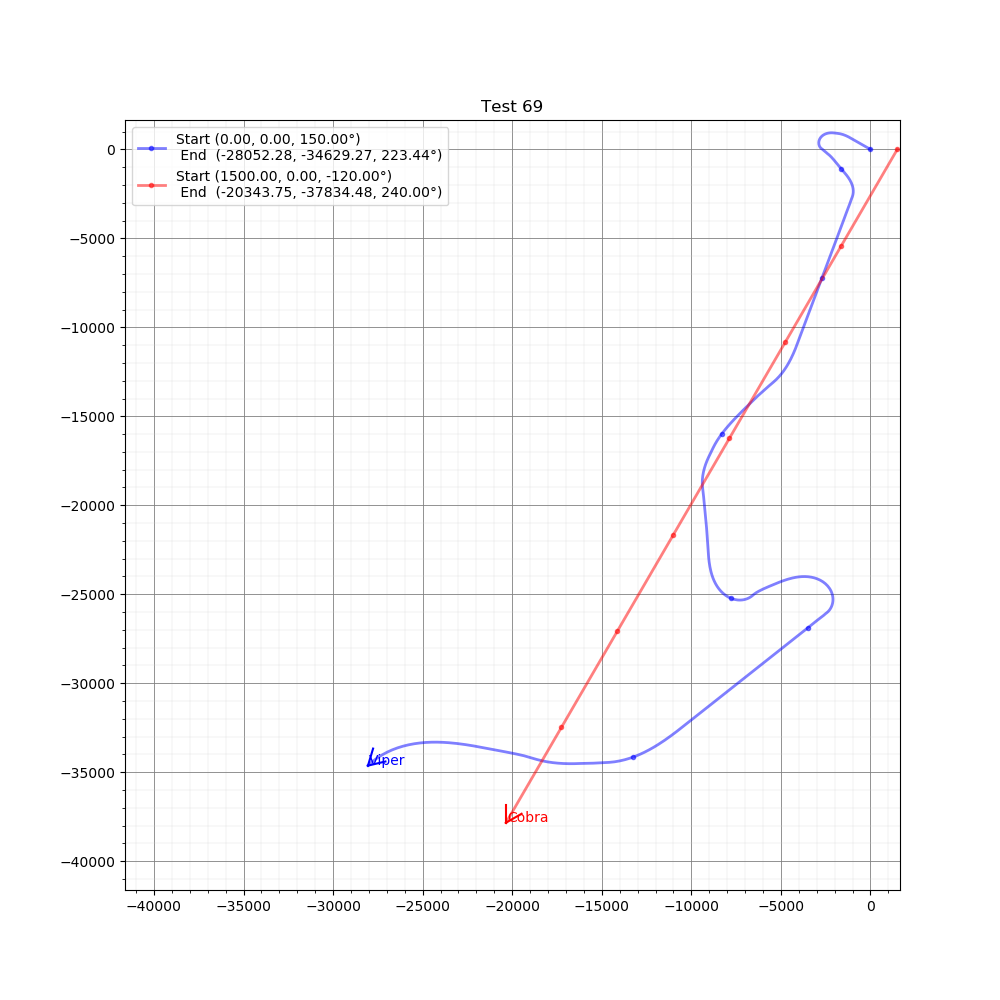 Test 69
Start (0.00, 0.00, 150.00°)
End  (-28052.28, -34629.27, 223.44°)
Start (1500.00, 0.00, -120.00°)
End  (-20343.75, -37834.48, 240.00°)
0
−5000
−10000
−15000
−20000
−25000
−30000
−35000
−40000
Viper
Cobra
−40000 −35000 −30000 −25000 −20000 −15000 −10000 −5000 0